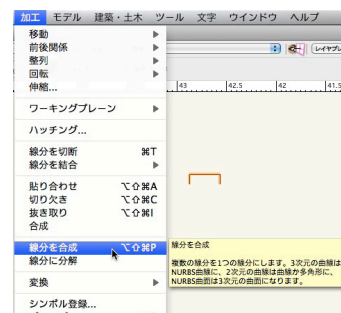 加工 モデル 建築・土木 ツール 文字 ウインドウ ヘルプ
移動
前後関係
整列
回転
伸縮...
43 42.5 42 41.5
ワーキングプレーン
ハッチング...
線分を切断 ⌘T
線分を結合
貼り合わせ ⌥⇧⌘A
切り欠き ⌥⇧⌘C
抜き取り ⌥⇧⌘I
合成
線分を合成 ⌥⇧⌘P
線分に分解
変換
シンボル登録...
線分を合成
複数の線分を1つの線分にします。3次元の曲線は
NURBS曲線に、2次元の曲線は曲線か多角形に、
NURBS曲面は3次元の曲面になります。